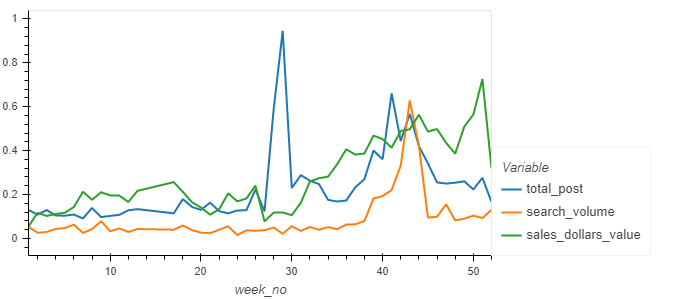 1
0.8
0.6
0.4
0.2
0
10
20
30
40
50
week_no
Variable
total_post
search_volume
sales_dollars_value